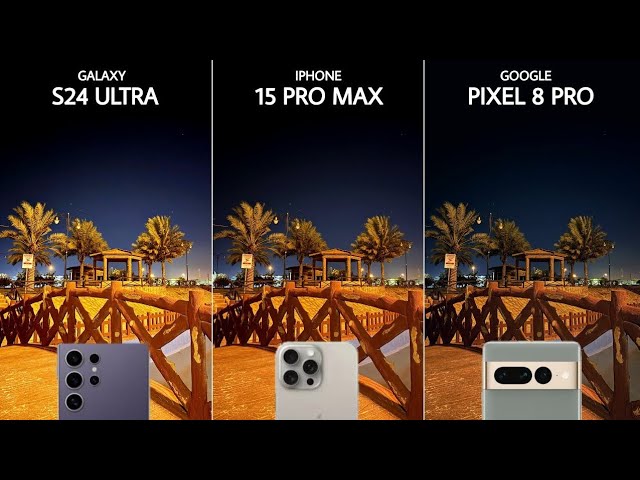 GALAXY
S24 ULTRA
IPHONE
15 PRO MAX
GOOGLE
PIXEL 8 PRO